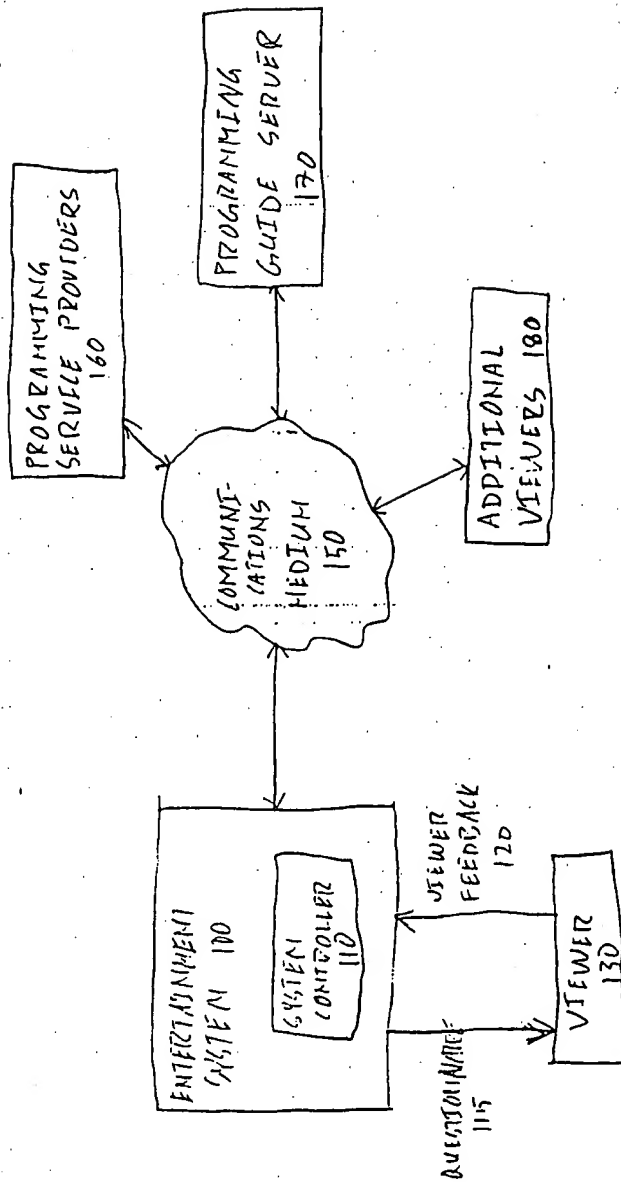 PROGRAMMING
SERVICE PROVIDERS
160
PROGRAMMING
GUIDE SERVER
170
COMMUNI-
CATIONS
MEDIUM
150
ADDITIONAL
VIEWERS 180
ENTERTAINMENT
SYSTEM 100
SYSTEM
CONTROLLER
110
VIEWER
FEEDBACK
120
QUESTIONNAIRE
115
VIEWER
130